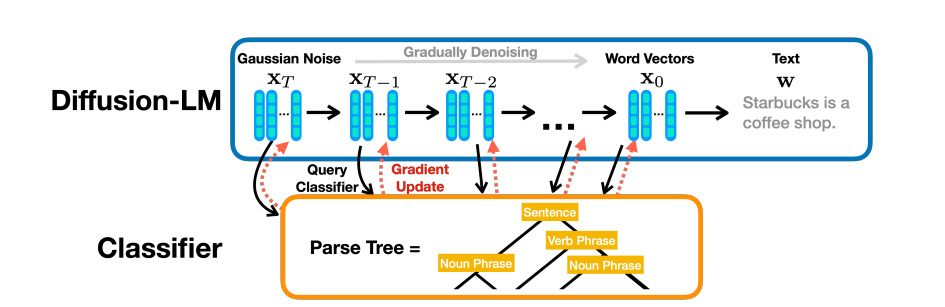 Gradually Denoising
Gaussian Noise
Word Vectors
Text
x_T
x_{T-1}
x_{T-2}
x_0
w
Diffusion-LM
...
...
...
...
...
Starbucks is a
coffee shop.
Query
Classifier
Gradient
Update
Classifier
Parse Tree =
Sentence
Verb Phrase
Noun Phrase
Noun Phrase